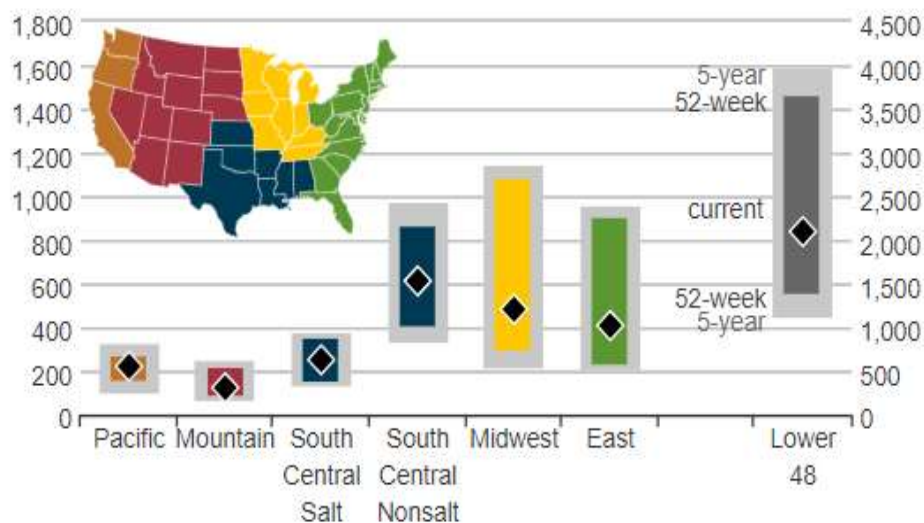 1,800
1,600
1,400
1,200
1,000
800
600
400
200
0
4,500
4,000
3,500
3,000
2,500
2,000
1,500
1,000
500
0
5-year
52-week
current
52-week
5-year
Pacific
Mountain
South
Central
Salt
South
Central
Nonsalt
Midwest
East
Lower
48